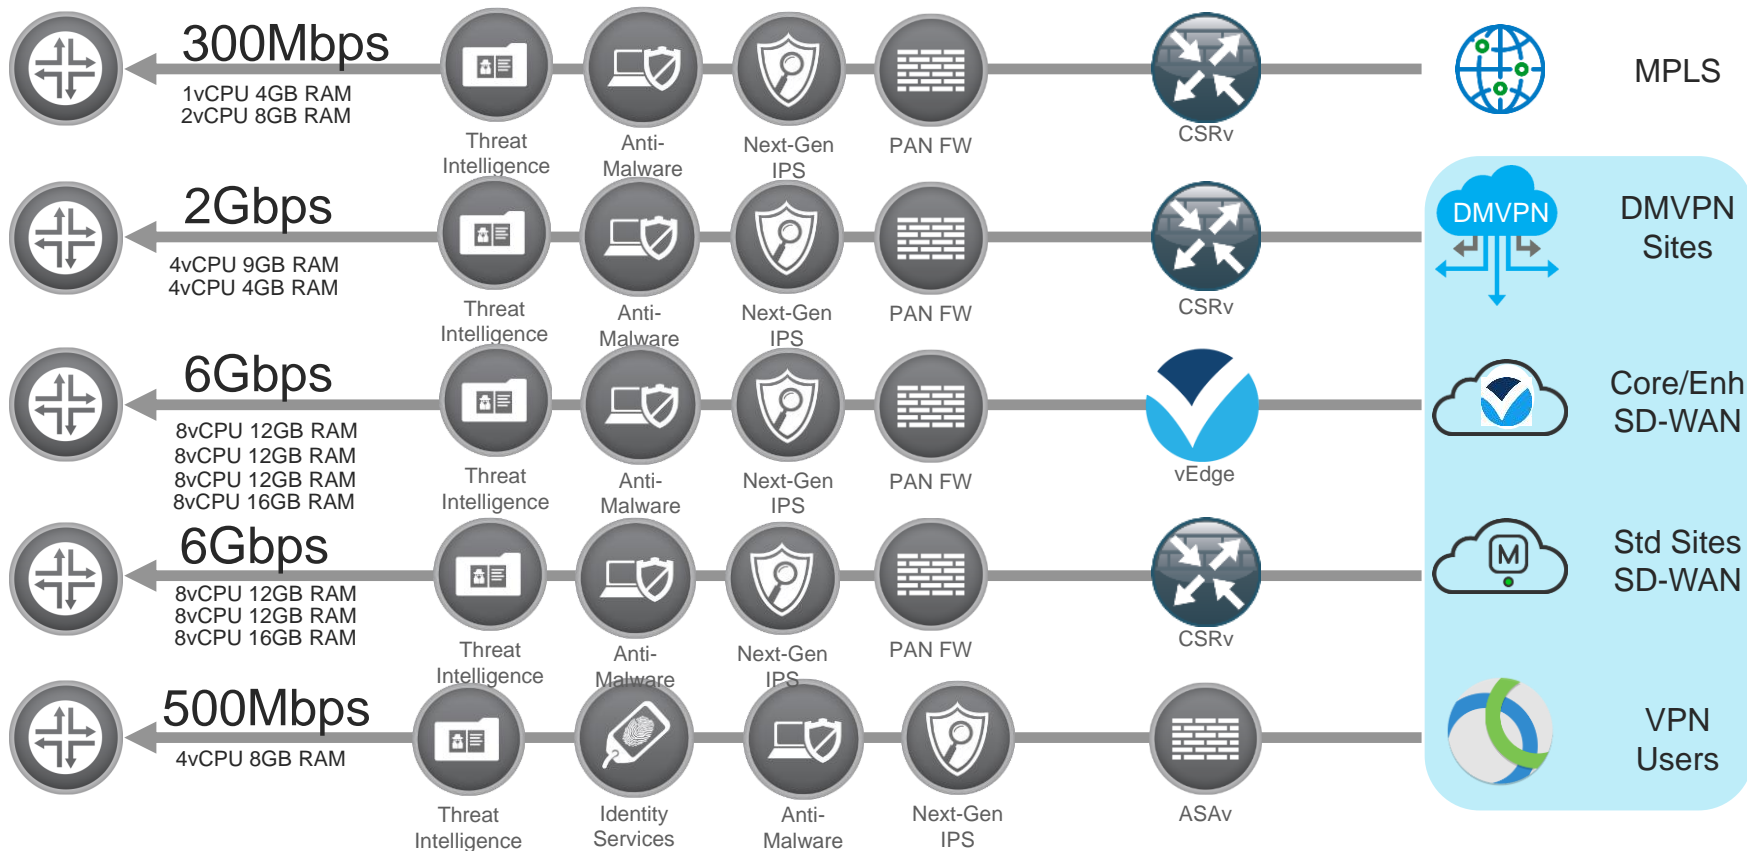 300Mbps
1vCPU 4GB RAM
2vCPU 8GB RAM
Threat
Intelligence
Anti-
Malware
Next-Gen
IPS
PAN FW
CSRv
MPLS
2Gbps
4vCPU 9GB RAM
4vCPU 4GB RAM
Threat
Intelligence
Anti-
Malware
Next-Gen
IPS
PAN FW
CSRv
DMVPN
DMVPN
Sites
6Gbps
8vCPU 12GB RAM
8vCPU 12GB RAM
8vCPU 12GB RAM
8vCPU 16GB RAM
Threat
Intelligence
Anti-
Malware
Next-Gen
IPS
PAN FW
vEdge
Core/Enh
SD-WAN
6Gbps
8vCPU 12GB RAM
8vCPU 12GB RAM
8vCPU 16GB RAM
Threat
Intelligence
Anti-
Malware
Next-Gen
IPS
PAN FW
CSRv
M
Std Sites
SD-WAN
500Mbps
4vCPU 8GB RAM
Threat
Intelligence
Identity
Services
Anti-
Malware
Next-Gen
IPS
ASAv
VPN
Users